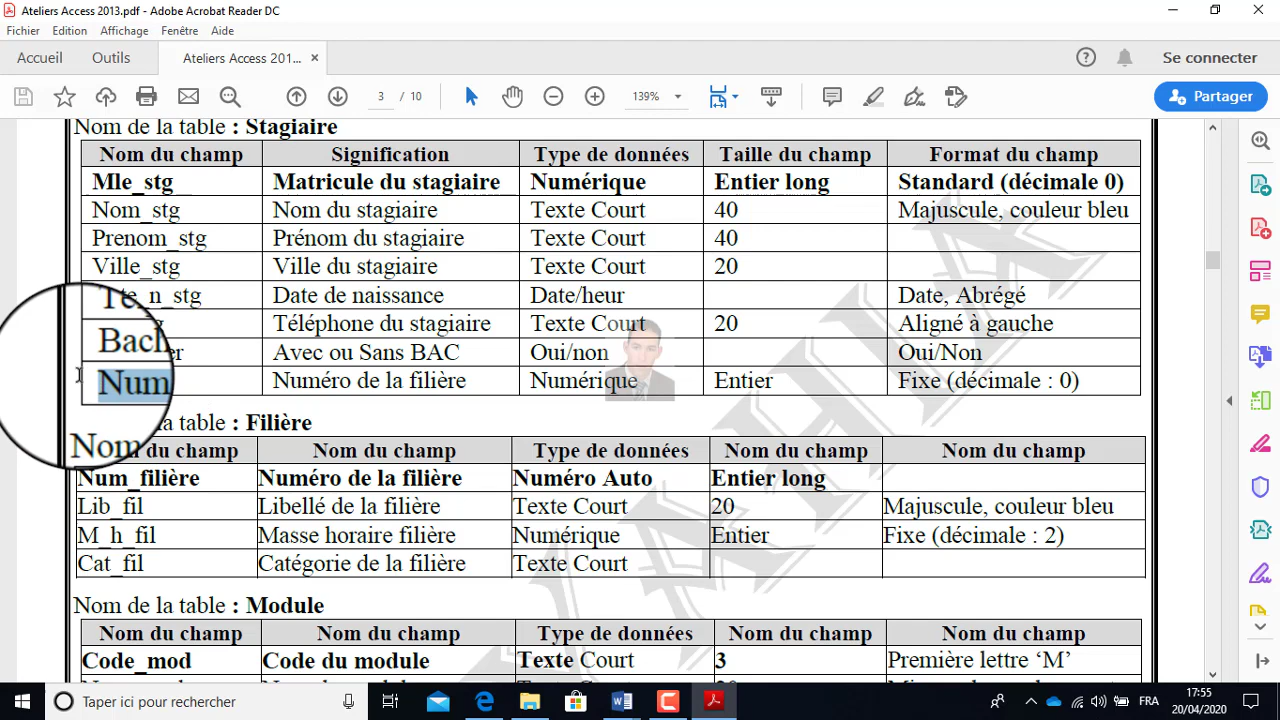 Ateliers Access 2013.pdf - Adobe Acrobat Reader DC
Fichier Edition Affichage Fenêtre Aide
Accueil Outils Ateliers Access 201... × Se connecter
3 / 10 139% Partager
Nom de la table : Stagiaire
Nom du champ Signification Type de données Taille du champ Format du champ
Mle_stg Matricule du stagiaire Numérique Entier long Standard (décimale 0)
Nom_stg Nom du stagiaire Texte Court 40 Majuscule, couleur bleu
Prenom_stg Prénom du stagiaire Texte Court 40
Ville_stg Ville du stagiaire Texte Court 20
_n_stg Date de naissance Date/heur Date, Abrégé
Téléphone du stagiaire Texte Court 20 Aligné à gauche
Bach er Avec ou Sans BAC Oui/non Oui/Non
Num Numéro de la filière Numérique Entier Fixe (décimale : 0)
Nom la table : Filière
du champ Nom du champ Type de données Nom du champ Nom du champ
Num_filière Numéro de la filière Numéro Auto Entier long
Lib_fil Libellé de la filière Texte Court 20 Majuscule, couleur bleu
M_h_fil Masse horaire filière Numérique Entier Fixe (décimale : 2)
Cat_fil Catégorie de la filière Texte Court
Nom de la table : Module
Nom du champ Nom du champ Type de données Nom du champ Nom du champ
Code_mod Code du module Texte Court 3 Première lettre ‘M’
Taper ici pour rechercher FRA 17:55
20/04/2020